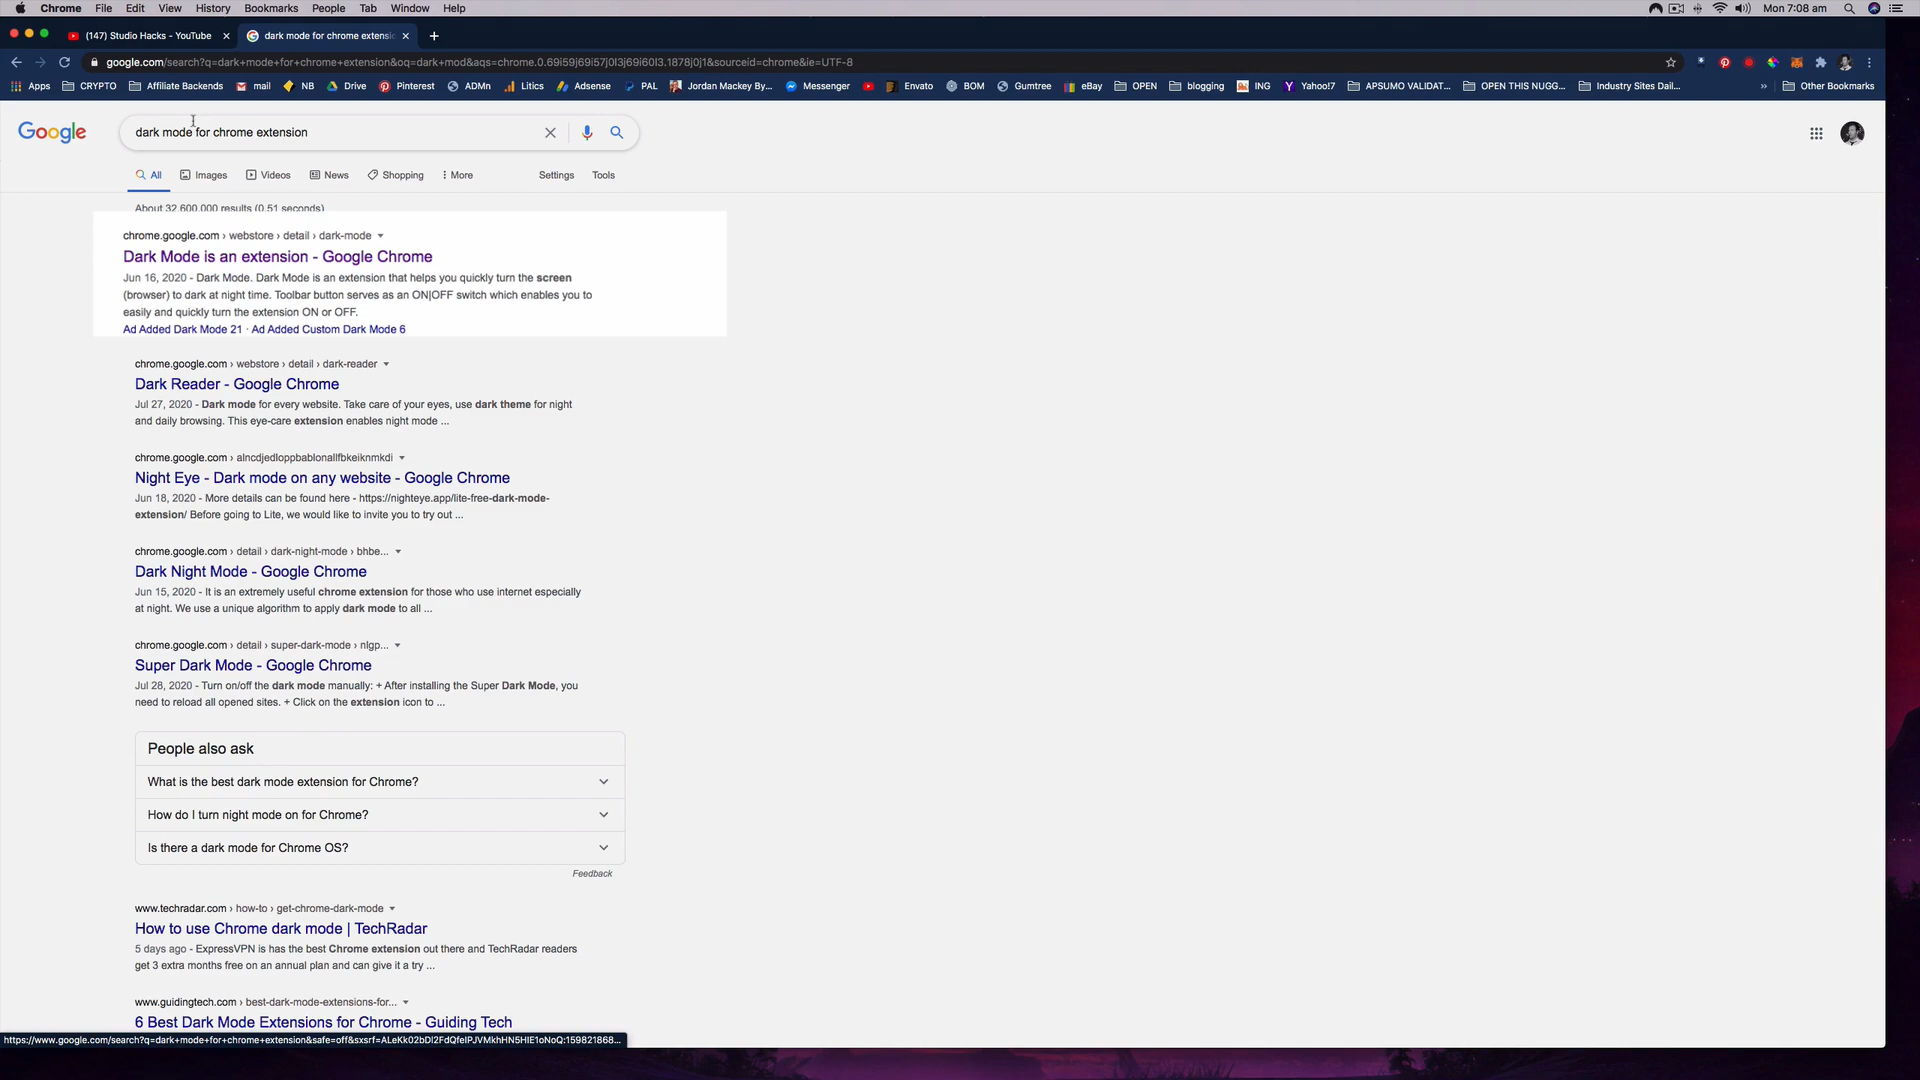 Chrome File Edit View History Bookmarks People Tab Window Help Mon 7:08 am
(147) Studio Hacks - YouTube dark mode for chrome extensi
google.com/search?q=dark+mode+for+chrome+extension&oq=dark+mod&aqs=chrome.0.69i59j69i57j0l3j69i60l3.1878j0j1&sourceid=chrome&ie=UTF-8
Apps CRYPTO Affiliate Backends mail NB Drive Pinterest ADMn Litics Adsense PAL Jordan Mackey By... Messenger Envato BOM Gumtree eBay OPEN blogging ING Yahoo!7 APSUMO VALIDAT... OPEN THIS NUGG... Industry Sites Dail... » Other Bookmarks
Google dark mode for chrome extension
All Images Videos News Shopping More Settings Tools
About 32,600,000 results (0.51 seconds)
chrome.google.com › webstore › detail › dark-mode
Dark Mode is an extension - Google Chrome
Jun 16, 2020 - Dark Mode. Dark Mode is an extension that helps you quickly turn the screen
(browser) to dark at night time. Toolbar button serves as an ON|OFF switch which enables you to
easily and quickly turn the extension ON or OFF.
Ad Added Dark Mode 21 · Ad Added Custom Dark Mode 6
chrome.google.com › webstore › detail › dark-reader
Dark Reader - Google Chrome
Jul 27, 2020 - Dark mode for every website. Take care of your eyes, use dark theme for night
and daily browsing. This eye-care extension enables night mode ...
chrome.google.com › alncdjedloppbablonallfbkeiknmkdi
Night Eye - Dark mode on any website - Google Chrome
Jun 18, 2020 - More details can be found here - https://nighteye.app/lite-free-dark-mode-
extension/ Before going to Lite, we would like to invite you to try out ...
chrome.google.com › detail › dark-night-mode › bhbe...
Dark Night Mode - Google Chrome
Jun 15, 2020 - It is an extremely useful chrome extension for those who use internet especially
at night. We use a unique algorithm to apply dark mode to all ...
chrome.google.com › detail › super-dark-mode › nlgp...
Super Dark Mode - Google Chrome
Jul 28, 2020 - Turn on/off the dark mode manually: + After installing the Super Dark Mode, you
need to reload all opened sites. + Click on the extension icon to ...
People also ask
What is the best dark mode extension for Chrome?
How do I turn night mode on for Chrome?
Is there a dark mode for Chrome OS?
Feedback
www.techradar.com › how-to › get-chrome-dark-mode
How to use Chrome dark mode | TechRadar
5 days ago - ExpressVPN is has the best Chrome extension out there and TechRadar readers
get 3 extra months free on an annual plan and can give it a try ...
www.guidingtech.com › best-dark-mode-extensions-for...
6 Best Dark Mode Extensions for Chrome - Guiding Tech
https://www.google.com/search?q=dark+mode+for+chrome+extension&safe=off&sxsrf=ALeKk02bDl2FdQfelPJVMkhHN5HIE1oNoQ:159821868...